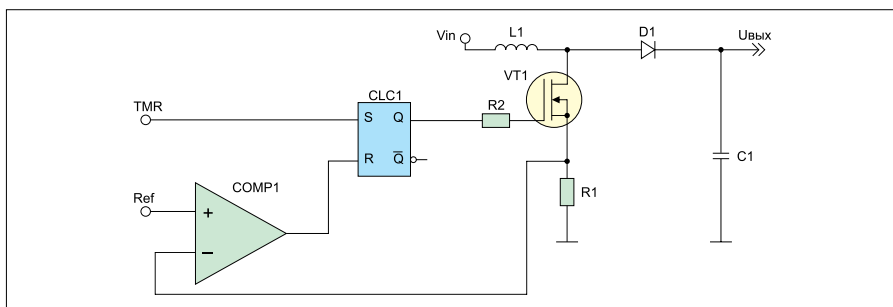 Vin
L1
D1
Uвых
VT1
CLC1
TMR
S
Q
R2
R
Q̅
C1
COMP1
Ref
R1
+
−